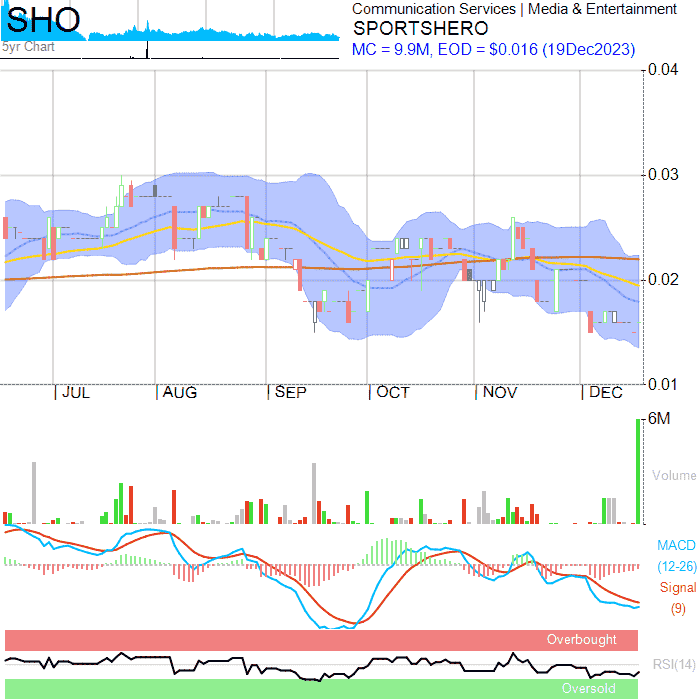 SHO
5yr Chart
Communication Services | Media & Entertainment
SPORTSHERO
MC = 9.9M, EOD = $0.016 (19Dec2023)
0.04
0.03
0.02
0.01
JUL AUG SEP OCT NOV DEC
6M
Volume
MACD
(12-26)
Signal
(9)
Overbought
RSI(14)
Oversold